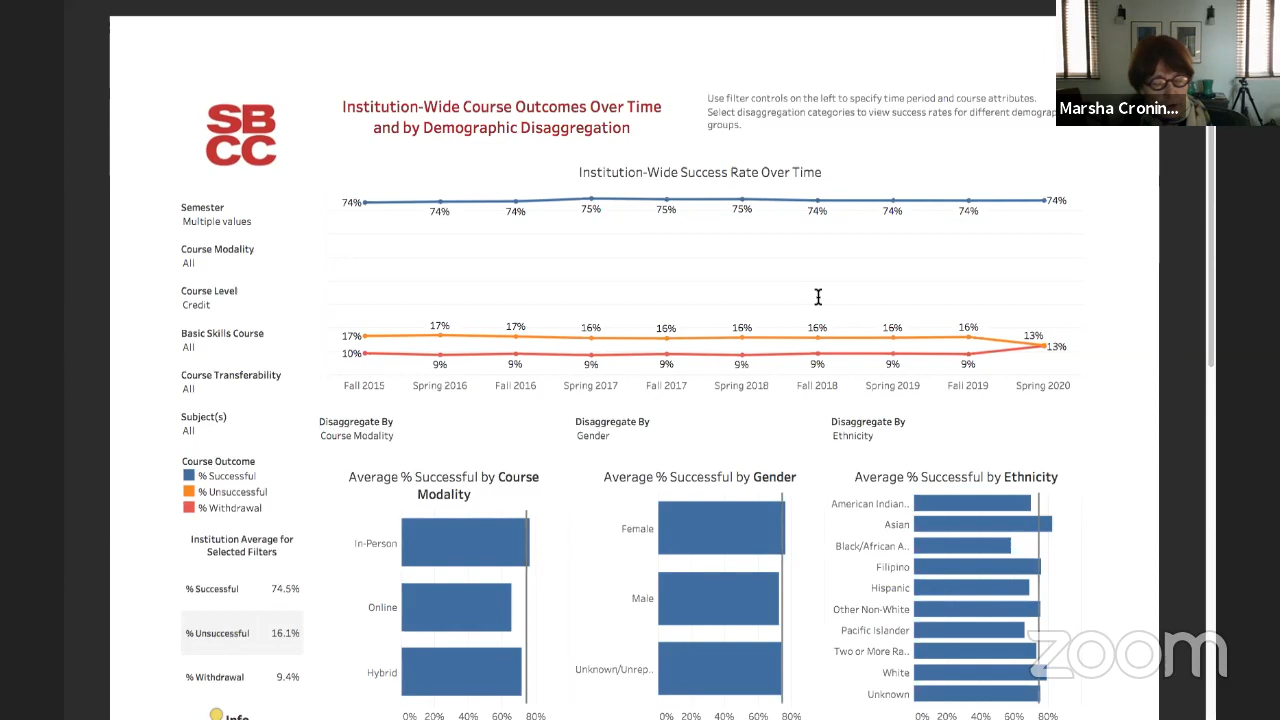 Marsha Cronin...
SB
CC
Institution-Wide Course Outcomes Over Time
and by Demographic Disaggregation
Use filter controls on the left to specify time period and course attributes.
Select disaggregation categories to view success rates for different demograp
groups.
Institution-Wide Success Rate Over Time
74% 74% 74% 75% 75% 75% 74% 74% 74% 74%
17% 17% 17% 16% 16% 16% 16% 16% 16% 13%
10% 9% 9% 9% 9% 9% 9% 9% 9% 13%
Fall 2015 Spring 2016 Fall 2016 Spring 2017 Fall 2017 Spring 2018 Fall 2018 Spring 2019 Fall 2019 Spring 2020
Semester
Multiple values
Course Modality
All
Course Level
Credit
Basic Skills Course
All
Course Transferability
All
Subject(s)
All
Course Outcome
% Successful
% Unsuccessful
% Withdrawal
Institution Average for
Selected Filters
% Successful 74.5%
% Unsuccessful 16.1%
% Withdrawal 9.4%
Info
Disaggregate By
Course Modality
Average % Successful by Course
Modality
In-Person
Online
Hybrid
0% 20% 40% 60% 80%
Disaggregate By
Gender
Average % Successful by Gender
Female
Male
Unknown/Unrep..
0% 20% 40% 60% 80%
Disaggregate By
Ethnicity
Average % Successful by Ethnicity
American Indian..
Asian
Black/African A..
Filipino
Hispanic
Other Non-White
Pacific Islander
Two or More Ra..
White
Unknown
0% 20% 40% 60% 80%
zoom